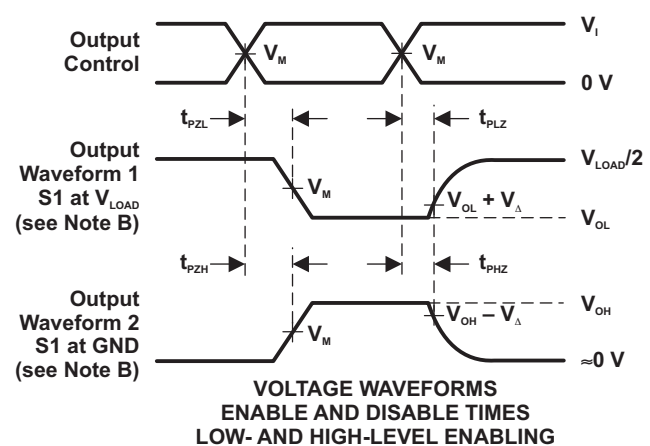 Output
Control
V_M
V_M
V_I
0 V
t_PZL
t_PLZ
Output
Waveform 1
S1 at V_LOAD
(see Note B)
V_M
V_OL + V_Δ
V_LOAD/2
V_OL
t_PZH
t_PHZ
Output
Waveform 2
S1 at GND
(see Note B)
V_M
V_OH – V_Δ
V_OH
≈0 V
VOLTAGE WAVEFORMS
ENABLE AND DISABLE TIMES
LOW- AND HIGH-LEVEL ENABLING